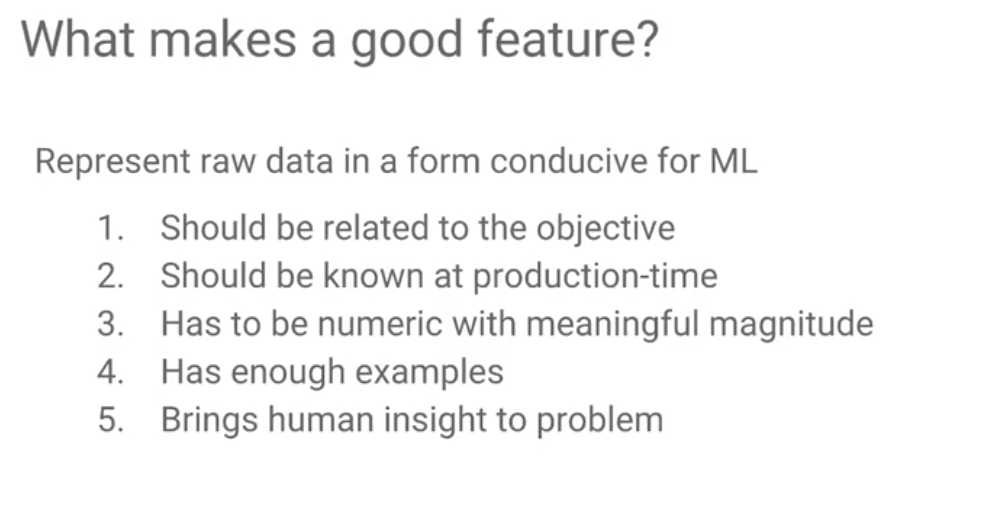 What makes a good feature?
Represent raw data in a form conducive for ML
1. Should be related to the objective
2. Should be known at production-time
3. Has to be numeric with meaningful magnitude
4. Has enough examples
5. Brings human insight to problem